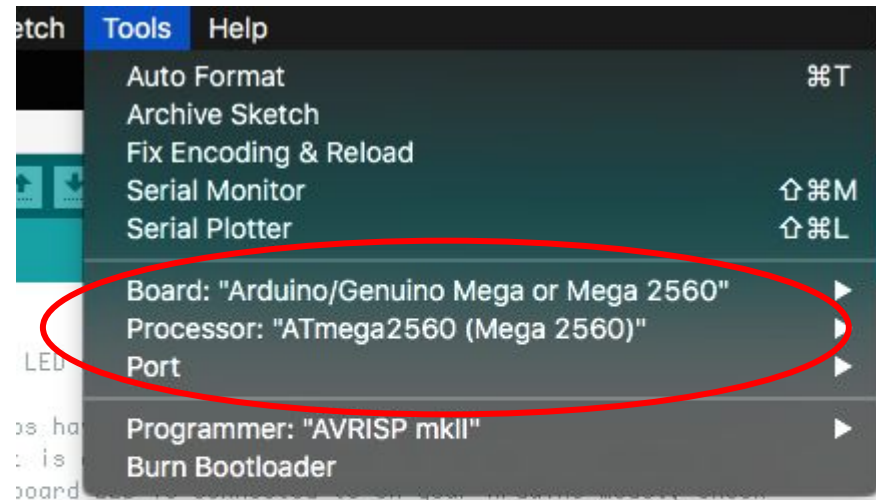 etch Tools Help
Auto Format ⌘T
Archive Sketch
Fix Encoding & Reload
Serial Monitor ⇧⌘M
Serial Plotter ⇧⌘L
Board: "Arduino/Genuino Mega or Mega 2560" ▶
Processor: "ATmega2560 (Mega 2560)" ▶
LED
Port ▶
Programmer: "AVRISP mkII" ▶
is
Burn Bootloader